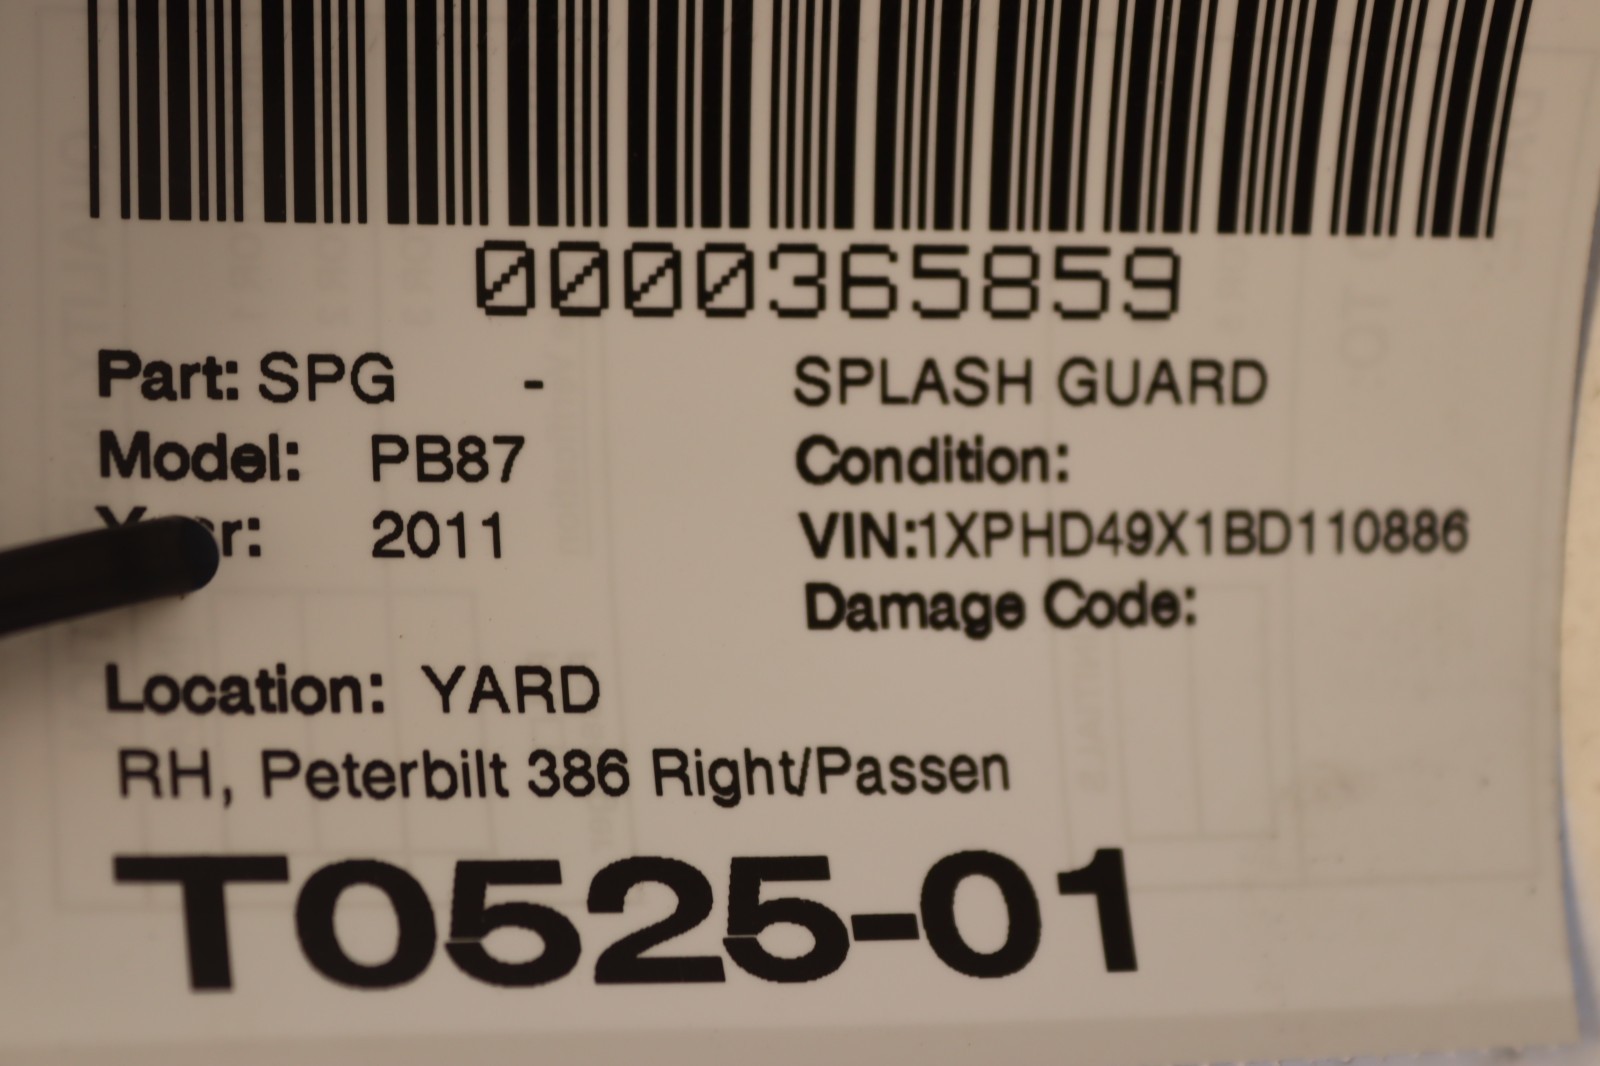 0000365859
Part: SPG - SPLASH GUARD
Model: PB87 Condition:
Year: 2011 VIN:1XPHD49X1BD110886
Damage Code:
Location: YARD
RH, Peterbilt 386 Right/Passen
T0525-01